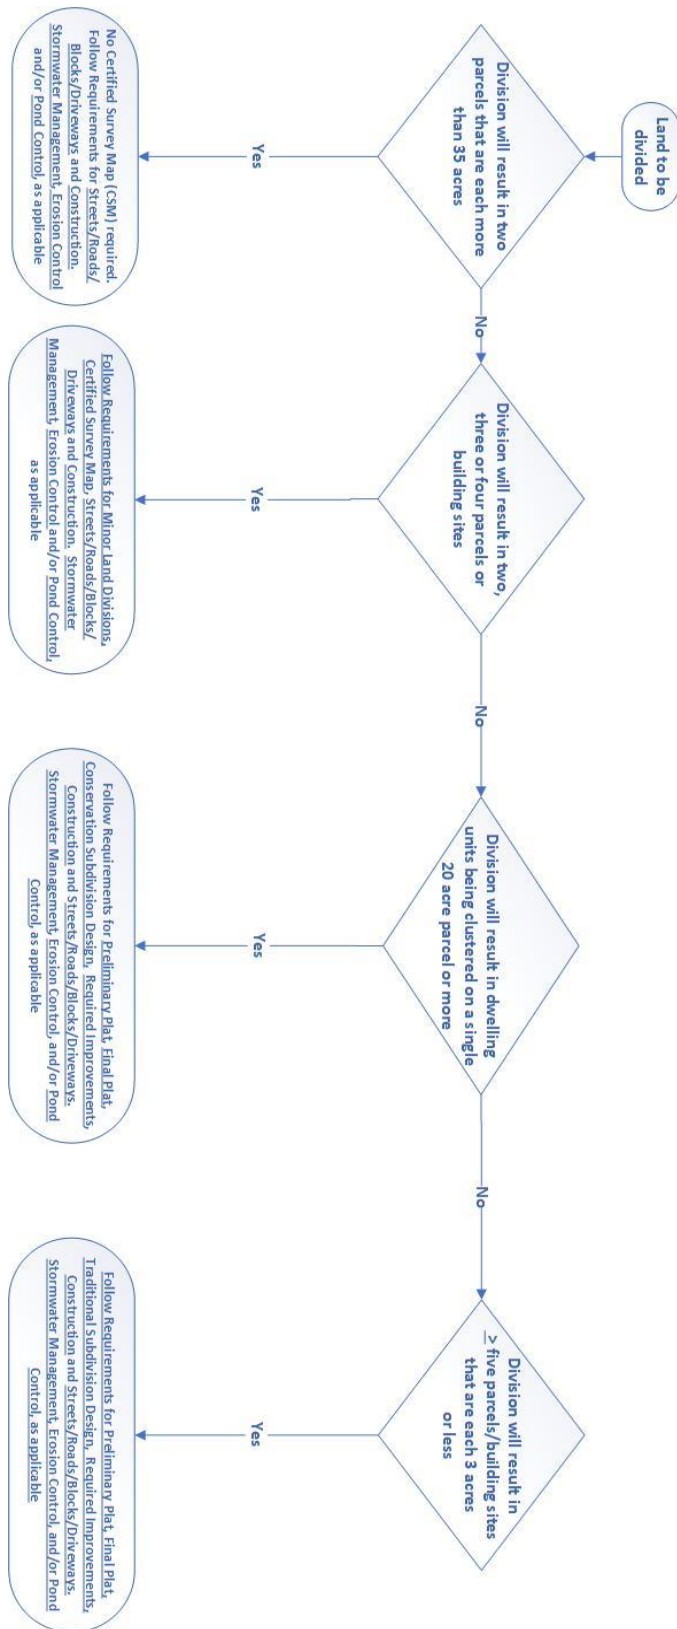 Land to be
divided
Division will result in two
parcels that are each more
than 35 acres
Yes
No Certified Survey Map (CSM) required.
Follow Requirements for Streets/Roads/
Blocks/Driveways and Construction.
Stormwater Management, Erosion Control
and/or Pond Control, as applicable
No
Division will result in two,
three or four parcels or
building sites
Yes
Follow Requirements for Minor Land Divisions,
Certified Survey Map, Streets/Roads/Blocks/
Driveways and Construction. Stormwater
Management, Erosion Control and/or Pond Control,
as applicable
No
Division will result in dwelling
units being clustered on a single
20 acre parcel or more
Yes
Follow Requirements for Preliminary Plat, Final Plat,
Conservation Subdivision Design, Required Improvements,
Construction and Streets/Roads/Blocks/Driveways.
Stormwater Management, Erosion Control, and/or Pond
Control, as applicable
No
Division will result in
> five parcels/building sites
that are each 3 acres
or less
Yes
Follow Requirements for Preliminary Plat, Final Plat,
Traditional Subdivision Design, Required Improvements,
Construction and Streets/Roads/Blocks/Driveways.
Stormwater Management, Erosion Control, and/or Pond
Control, as applicable